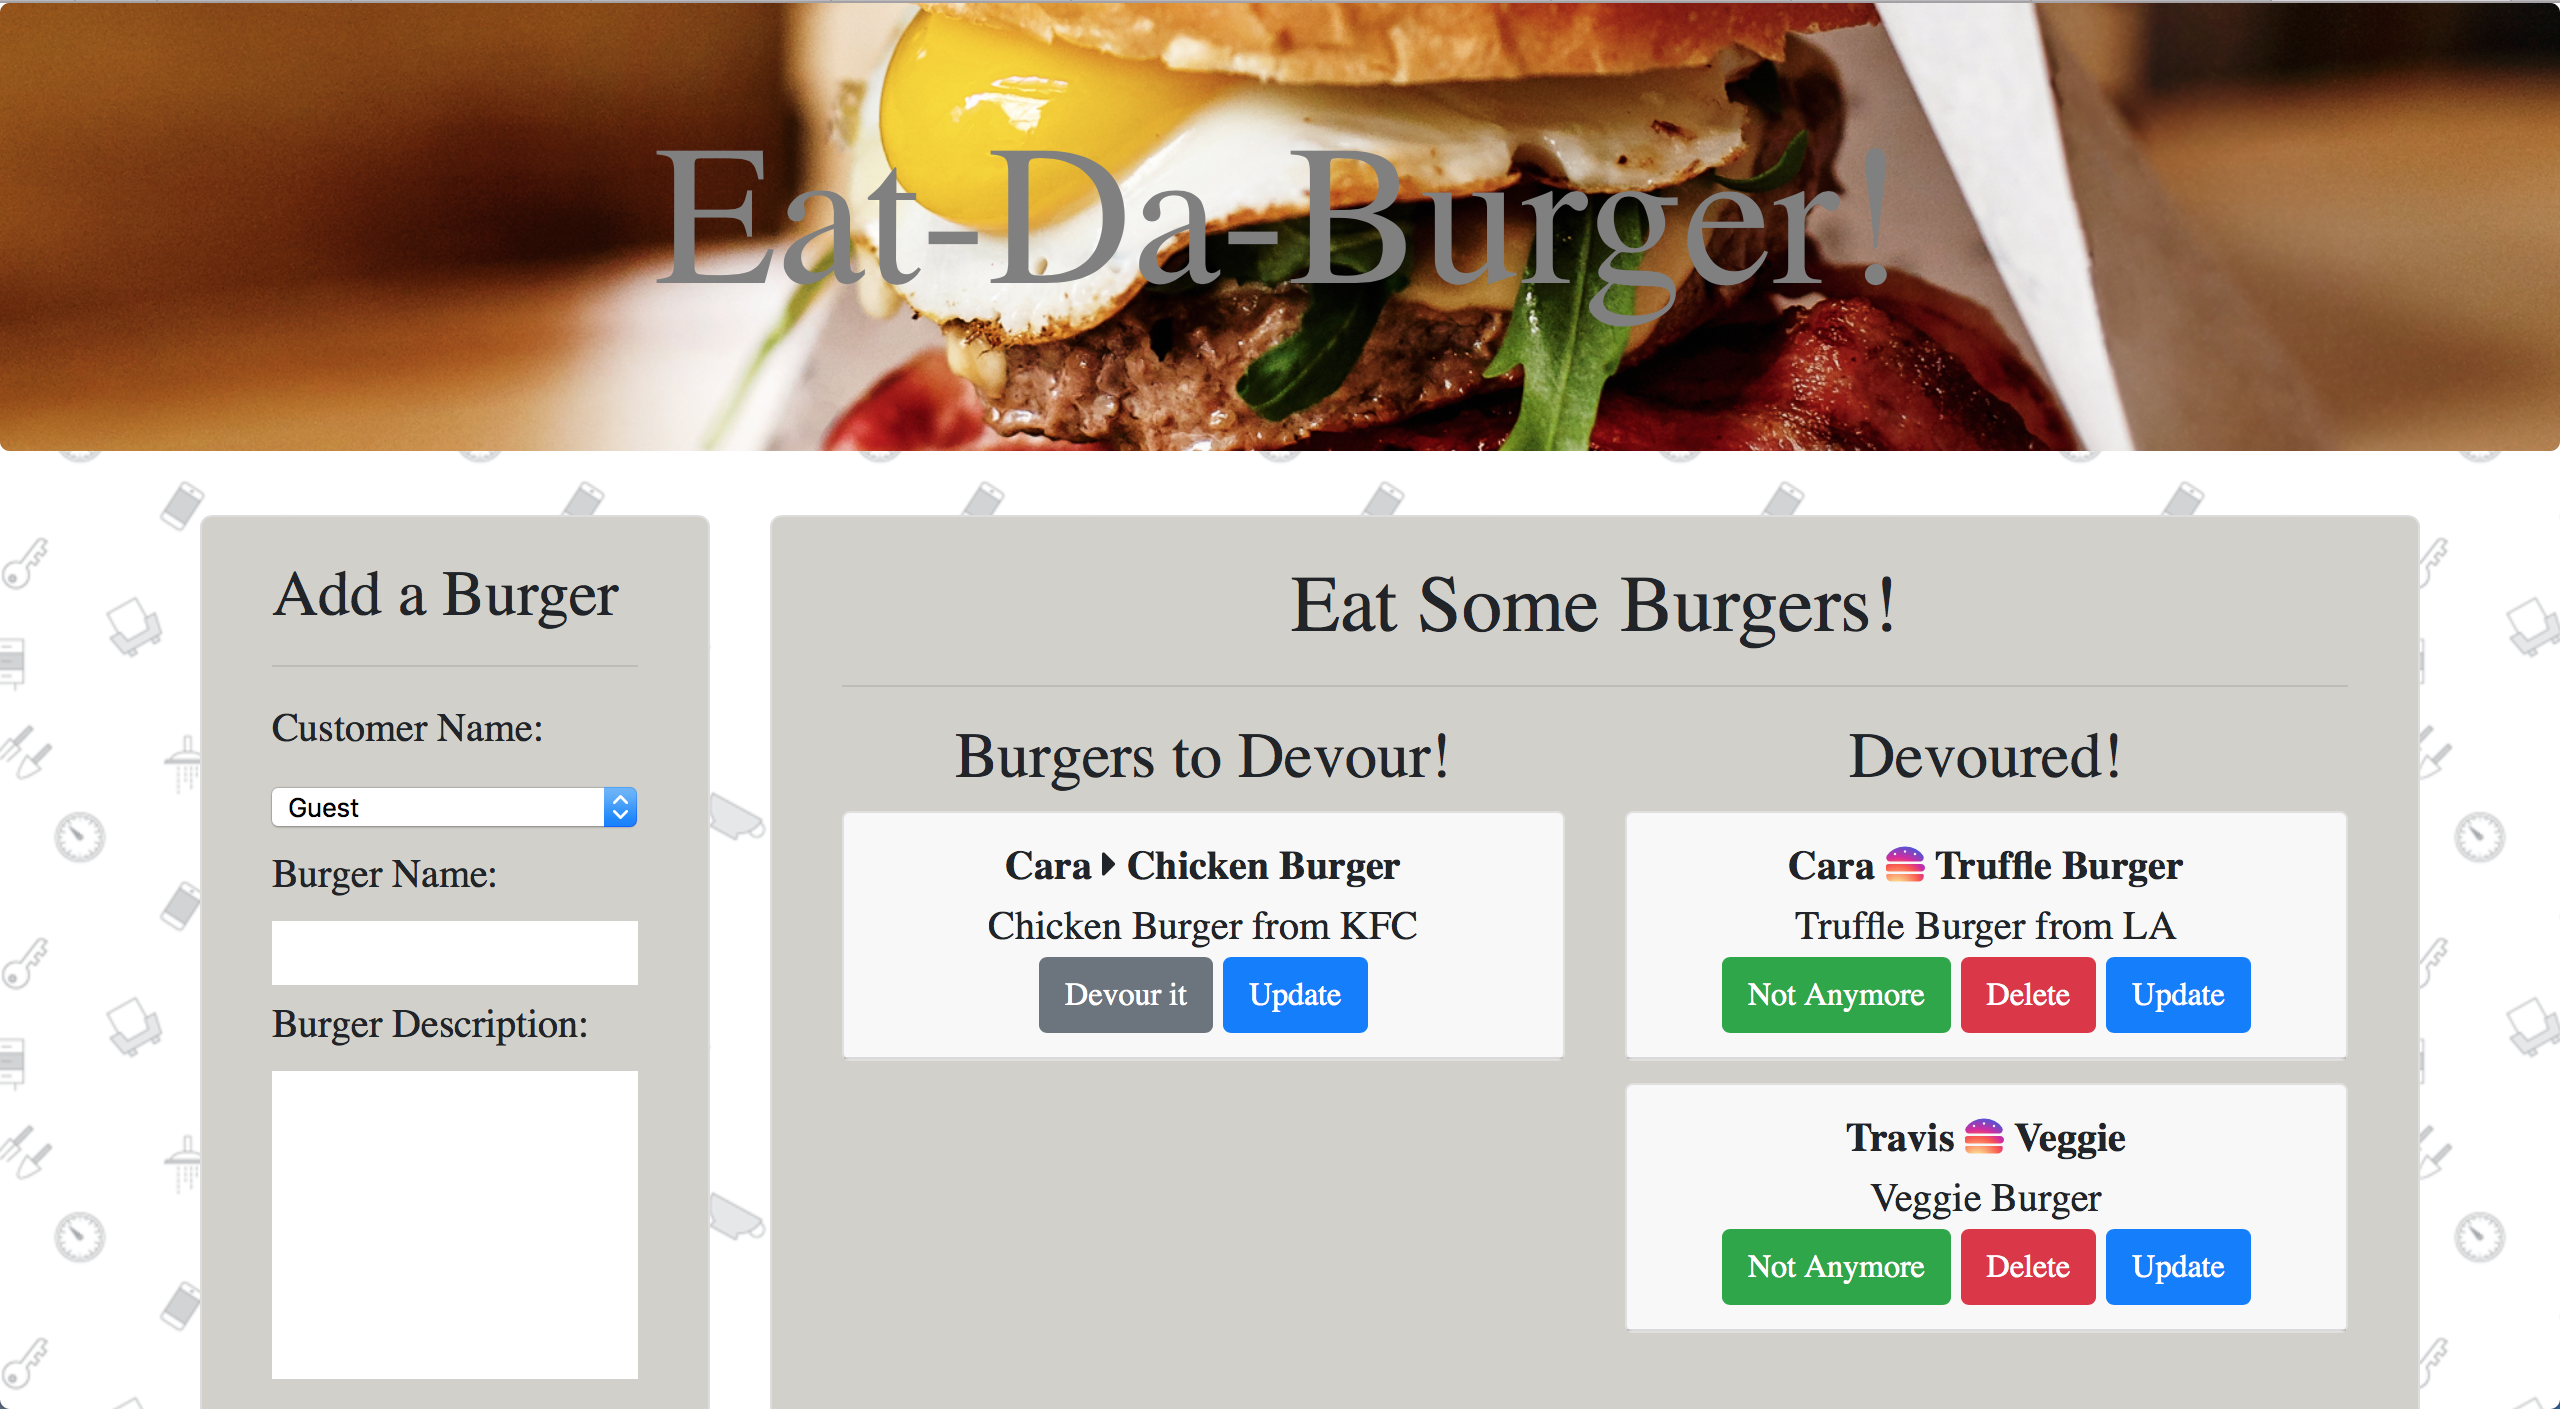 Eat-Da-Burger!
Add a Burger
Customer Name:
Guest
Burger Name:
Burger Description:
Eat Some Burgers!
Burgers to Devour!
Cara Chicken Burger
Chicken Burger from KFC
Devour it Update
Devoured!
Cara Truffle Burger
Truffle Burger from LA
Not Anymore Delete Update
Travis Veggie
Veggie Burger
Not Anymore Delete Update